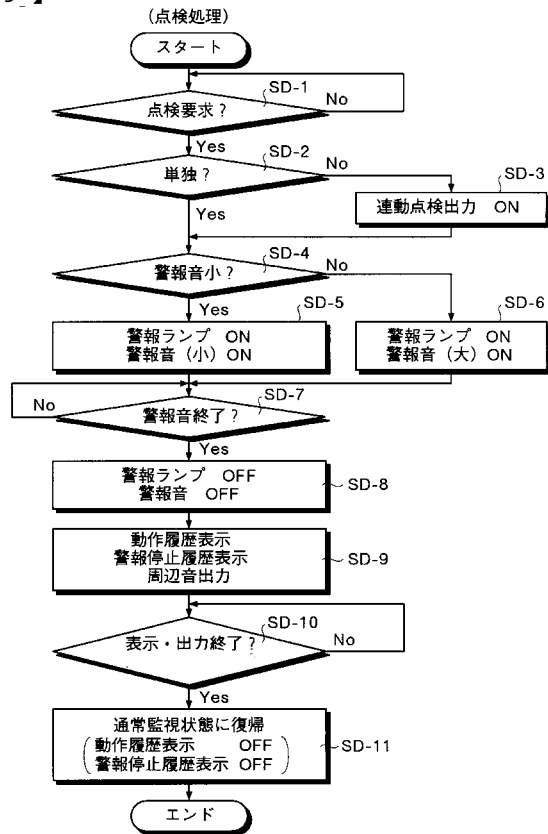 (点検処理)
スタート
SD-1
点検要求?
No
Yes
SD-2
単独?
No
SD-3
連動点検出力 ON
Yes
SD-4
警報音小?
No
Yes
SD-5
警報ランプ ON
警報音(小)ON
SD-6
警報ランプ ON
警報音(大)ON
No
SD-7
警報音終了?
Yes
警報ランプ OFF
警報音 OFF
SD-8
動作履歴表示
警報停止履歴表示
周辺音出力
SD-9
SD-10
表示・出力終了?
No
Yes
通常監視状態に復帰
(動作履歴表示 OFF
警報停止履歴表示 OFF)
SD-11
エンド